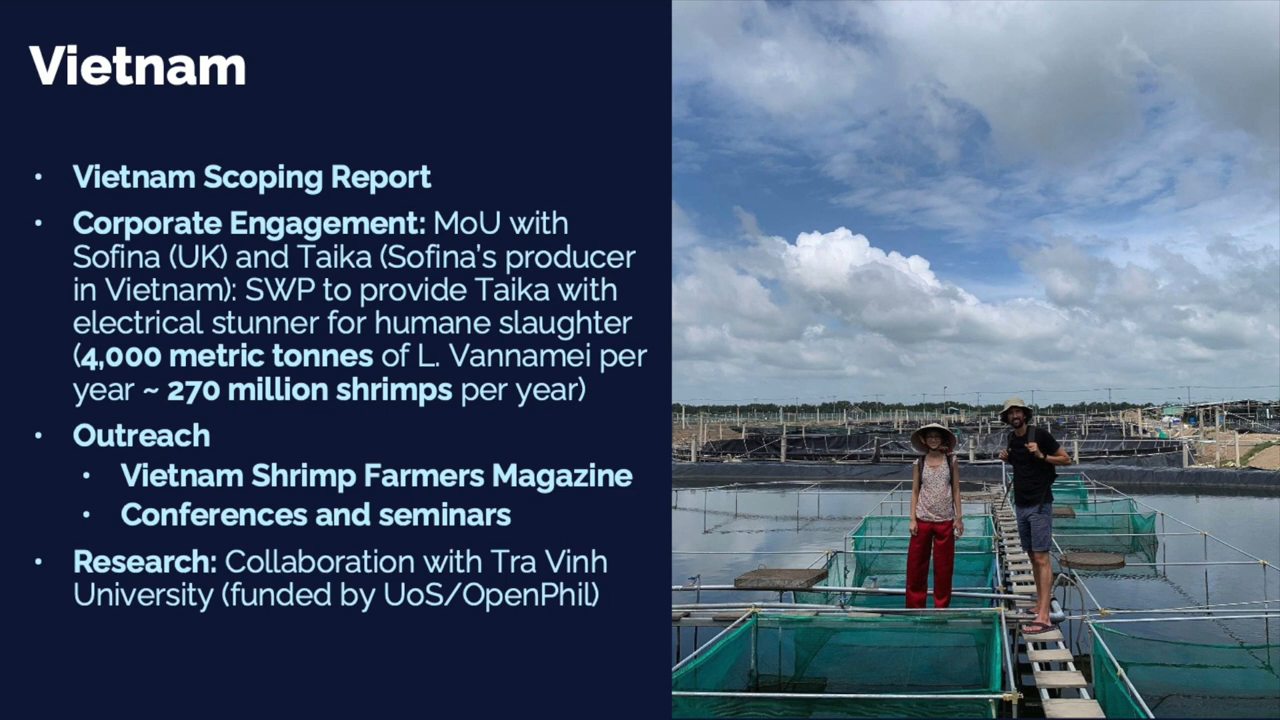 Vietnam
• Vietnam Scoping Report
• Corporate Engagement: MoU with
Sofina (UK) and Taika (Sofina's producer
in Vietnam): SWP to provide Taika with
electrical stunner for humane slaughter
(4,000 metric tonnes of L. Vannamei per
year ~ 270 million shrimps per year)
• Outreach
• Vietnam Shrimp Farmers Magazine
• Conferences and seminars
• Research: Collaboration with Tra Vinh
University (funded by UoS/OpenPhil)